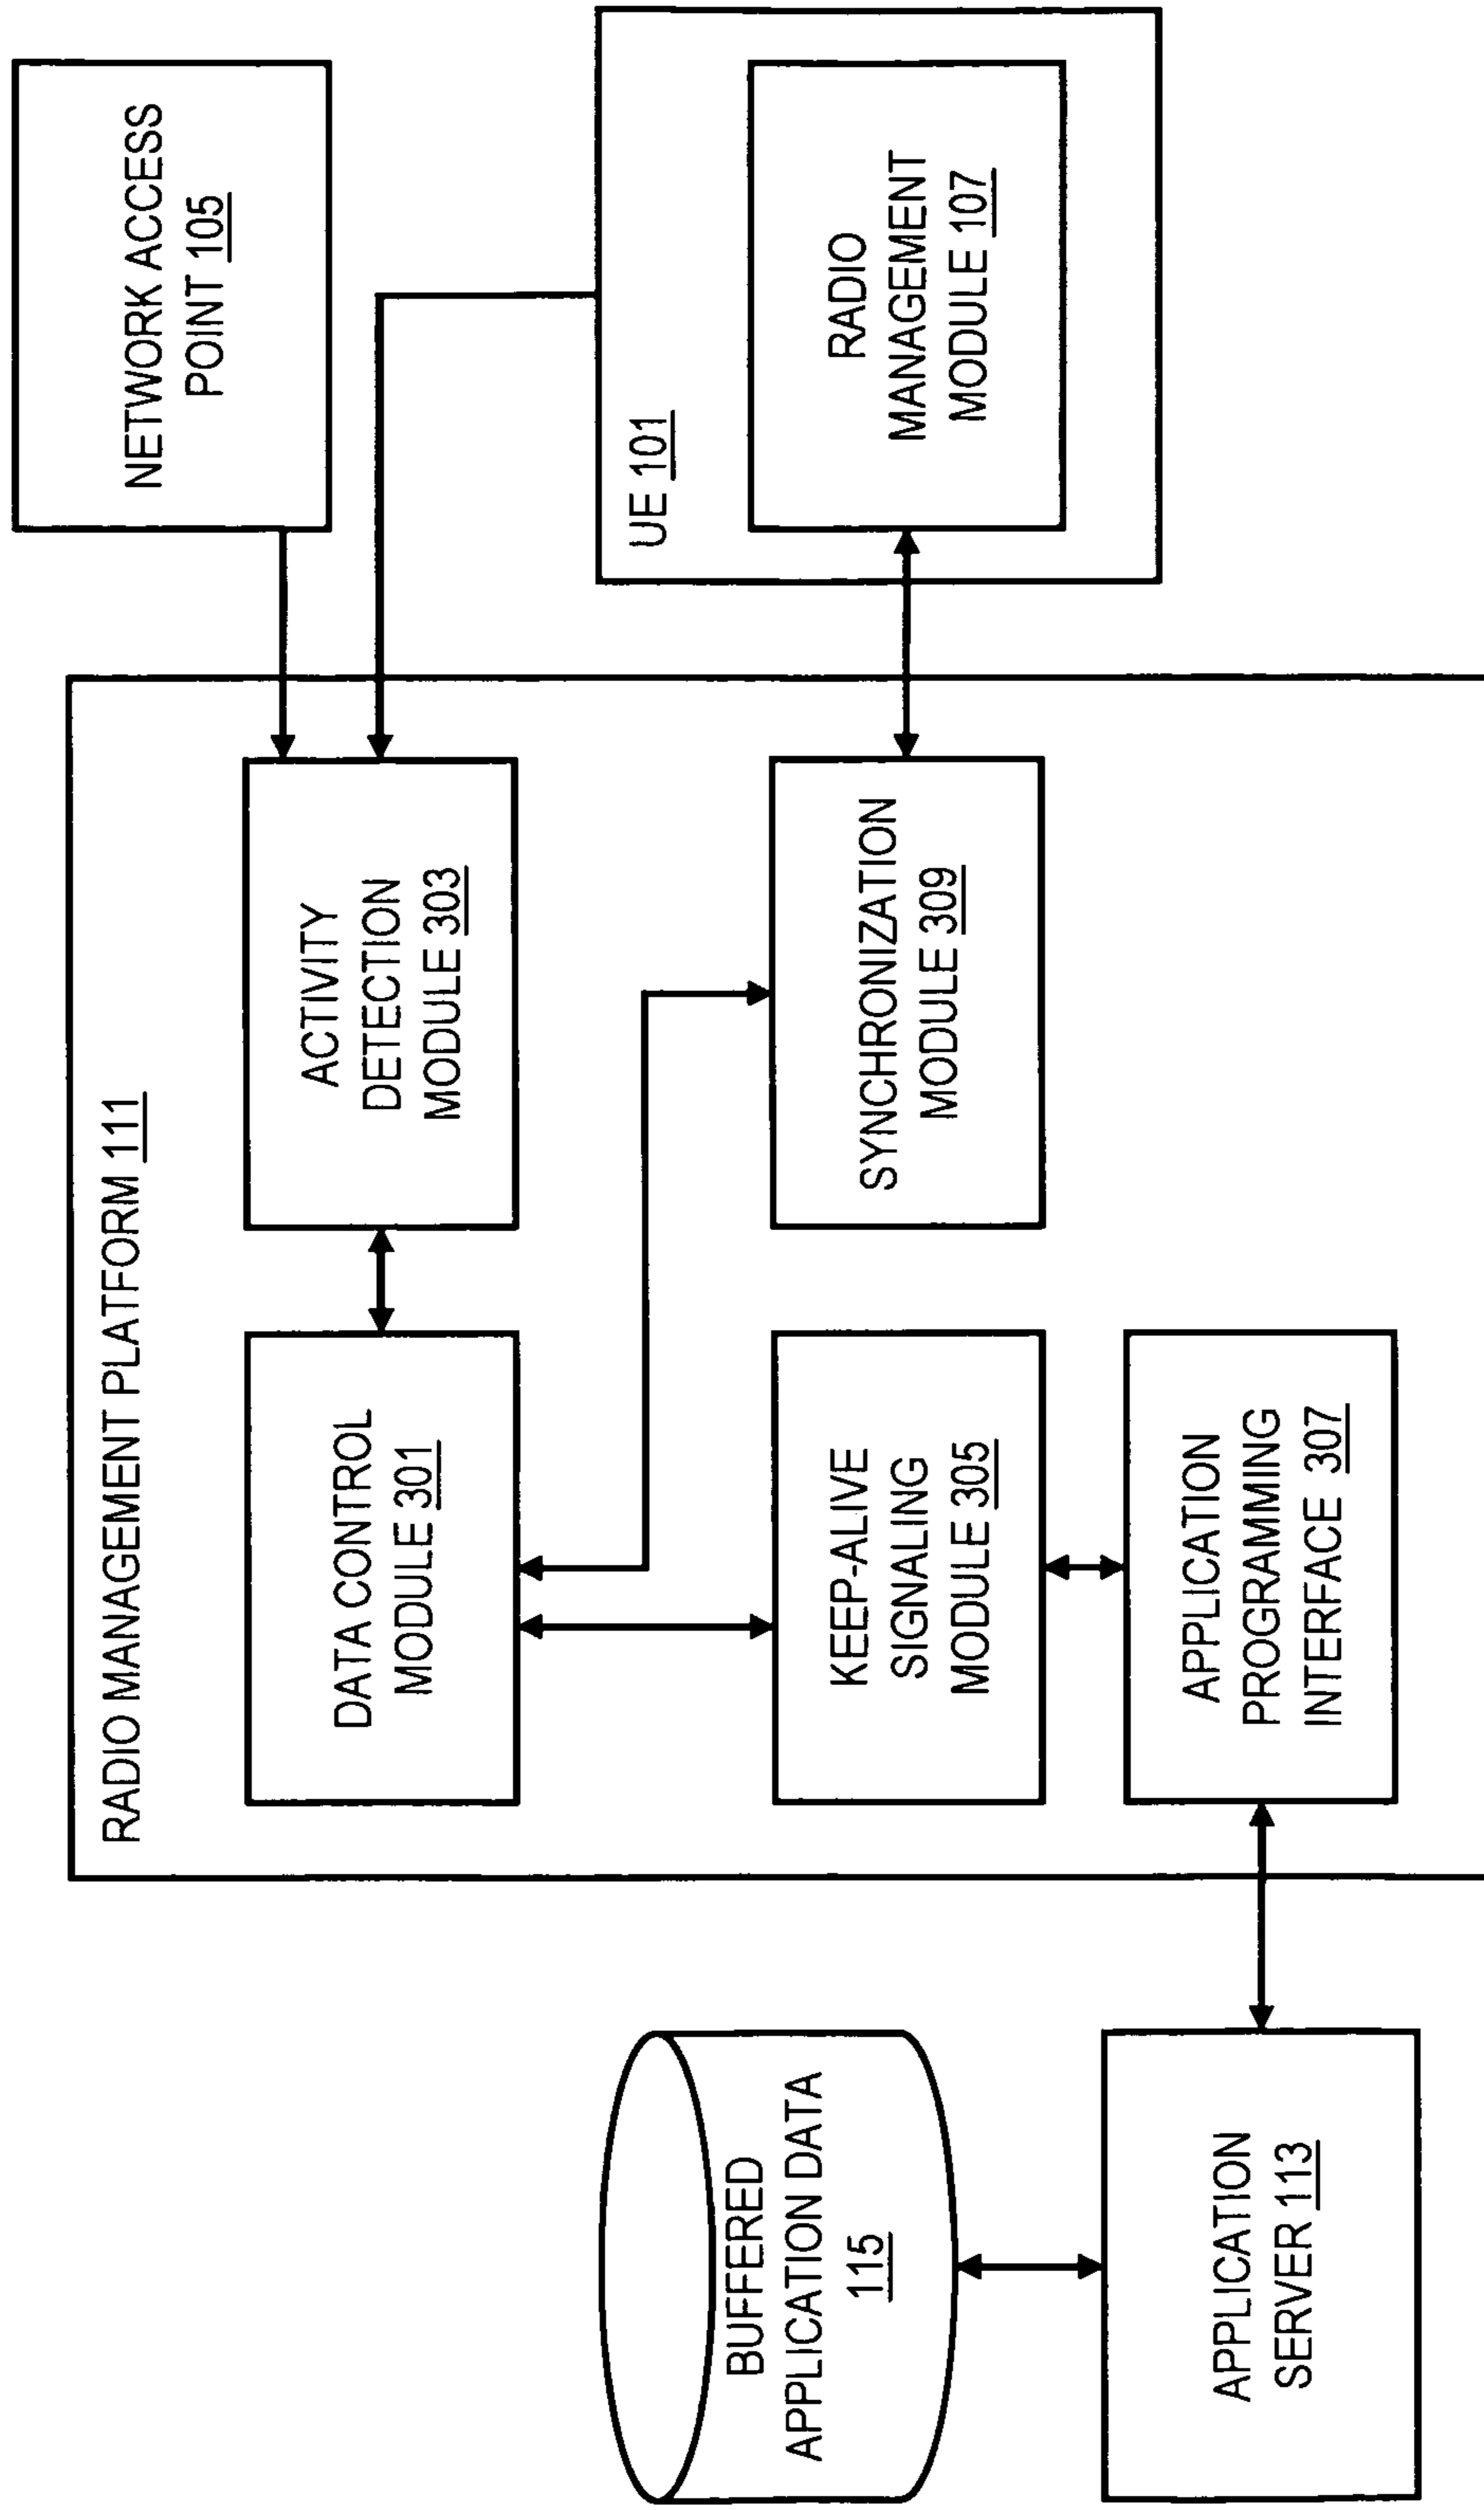 NETWORK ACCESS
POINT 105
RADIO MANAGEMENT PLATFORM 111
ACTIVITY
DETECTION
MODULE 303
DATA CONTROL
MODULE 301
UE 101
RADIO
MANAGEMENT
MODULE 107
SYNCHRONIZATION
MODULE 309
KEEP-ALIVE
SIGNALING
MODULE 305
BUFFERED
APPLICATION DATA
115
APPLICATION
PROGRAMMING
INTERFACE 307
APPLICATION
SERVER 113